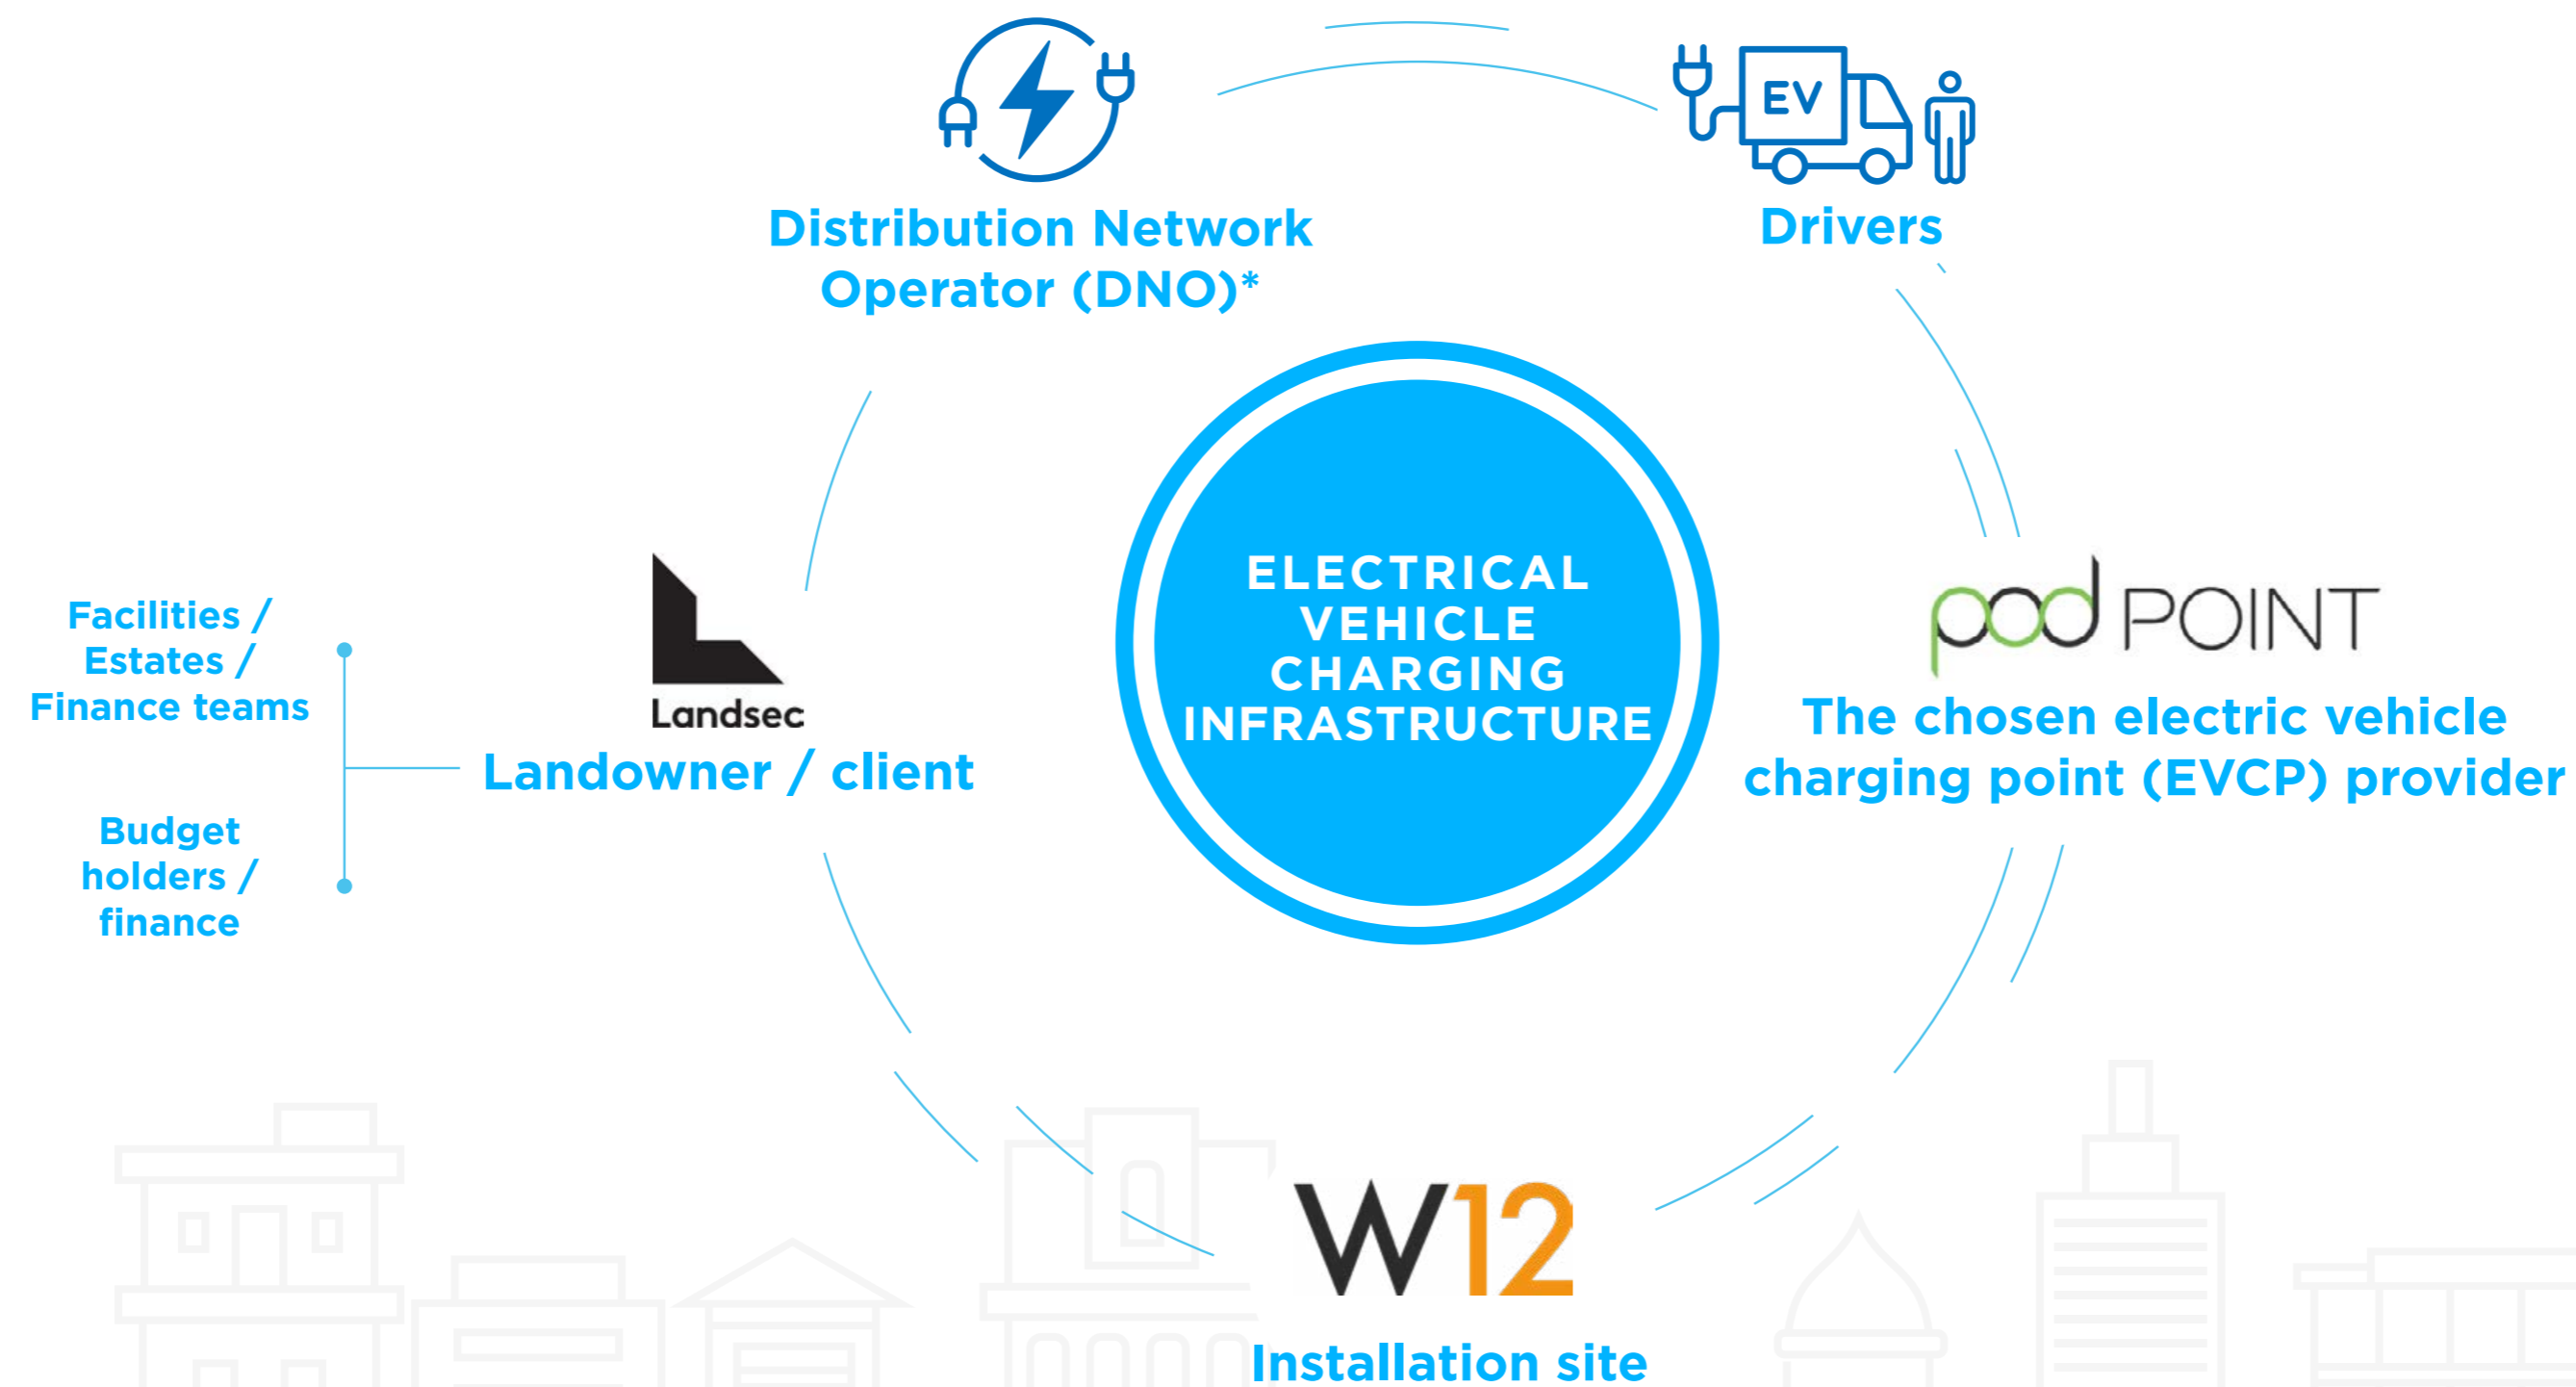 EV
Distribution Network
Operator (DNO)*
Drivers
ELECTRICAL
VEHICLE
CHARGING
INFRASTRUCTURE
Facilities /
Estates /
Finance teams
Budget
holders /
finance
Landsec
Landowner / client
pod POINT
The chosen electric vehicle
charging point (EVCP) provider
W12
Installation site